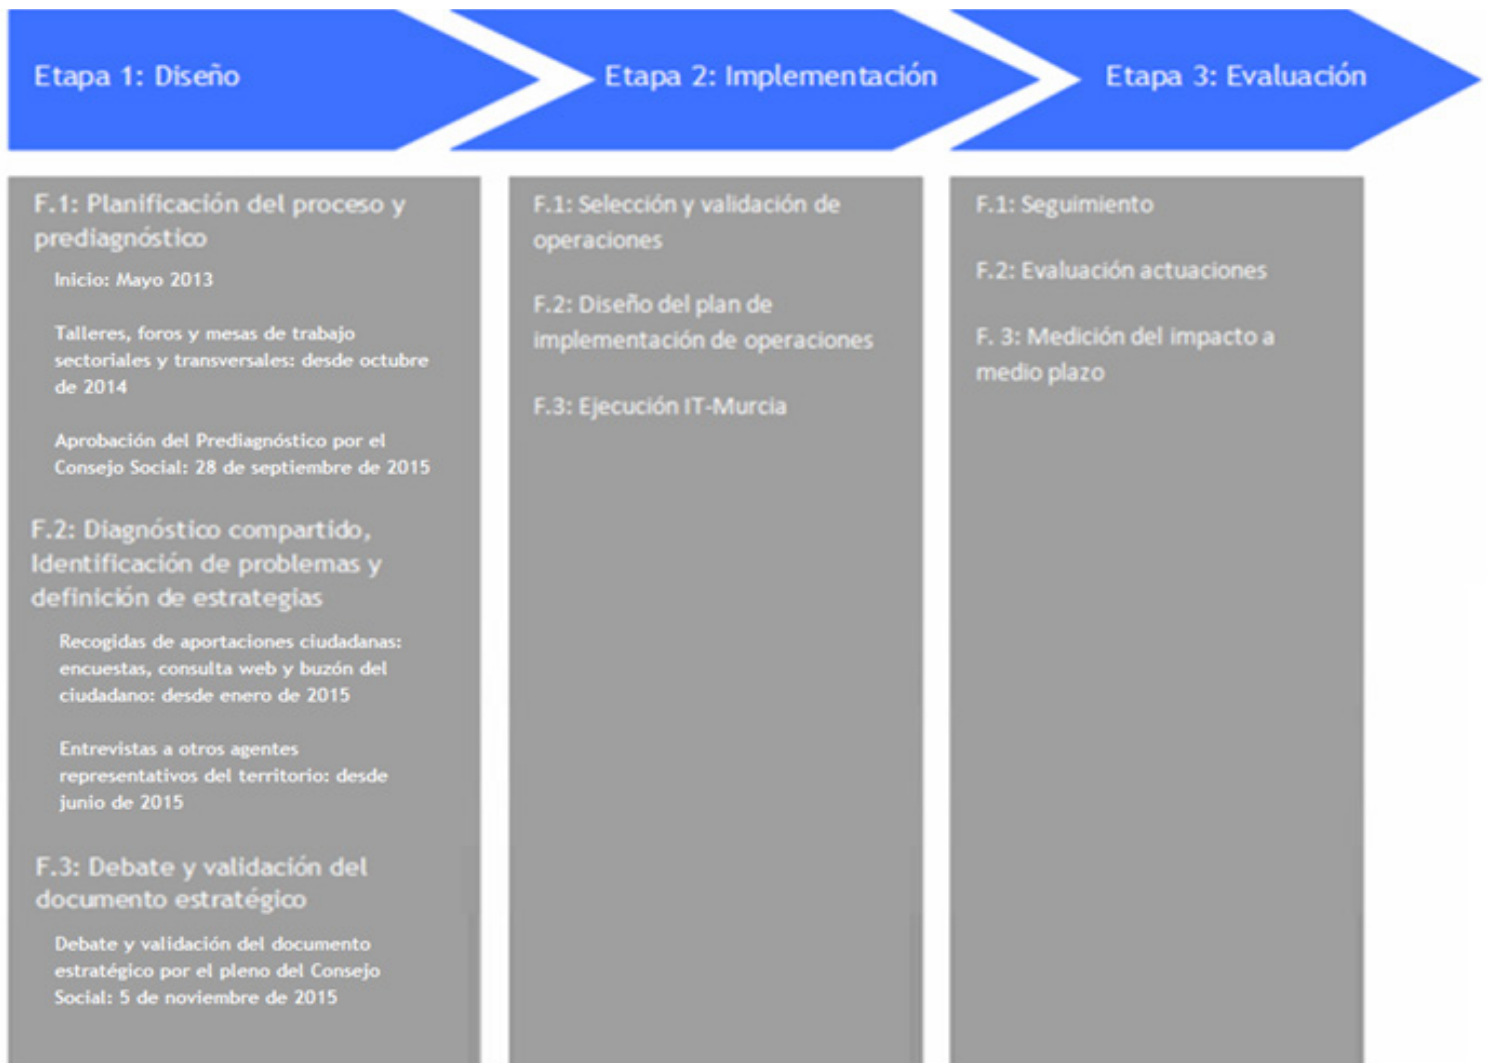 Etapa 1: Diseño
Etapa 2: Implementación
Etapa 3: Evaluación
F.1: Planificación del proceso y
prediagnóstico
Inicio: Mayo 2013
Talleres, foros y mesas de trabajo
sectoriales y transversales: desde octubre
de 2014
Aprobación del Prediagnóstico por el
Consejo Social: 28 de septiembre de 2015
F.2: Diagnóstico compartido,
Identificación de problemas y
definición de estrategias
Recogidas de aportaciones ciudadanas:
encuestas, consulta web y buzón del
ciudadano: desde enero de 2015
Entrevistas a otros agentes
representativos del territorio: desde
junio de 2015
F.3: Debate y validación del
documento estratégico
Debate y validación del documento
estratégico por el pleno del Consejo
Social: 5 de noviembre de 2015
F.1: Selección y validación de
operaciones
F.2: Diseño del plan de
implementación de operaciones
F.3: Ejecución IT-Murcia
F.1: Seguimiento
F.2: Evaluación actuaciones
F. 3: Medición del impacto a
medio plazo